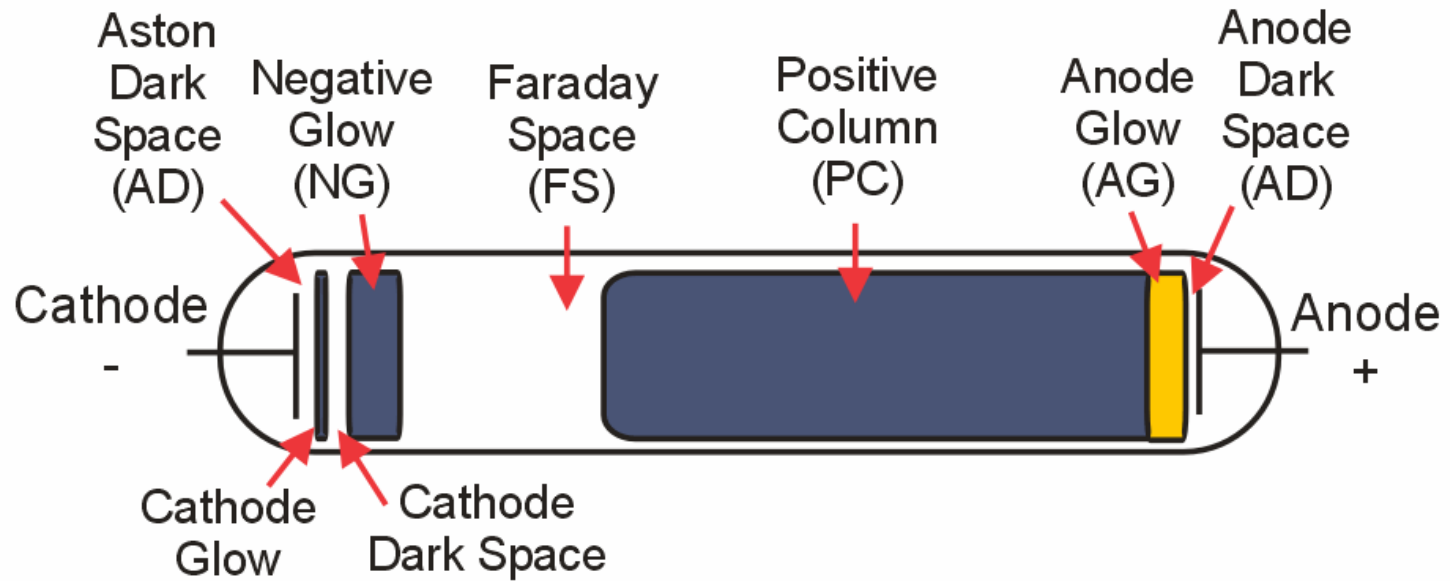 Aston
Dark
Space
(AD)
Negative
Glow
(NG)
Faraday
Space
(FS)
Positive
Column
(PC)
Anode
Glow
(AG)
Anode
Dark
Space
(AD)
Cathode
-
Anode
+
Cathode
Glow
Cathode
Dark Space